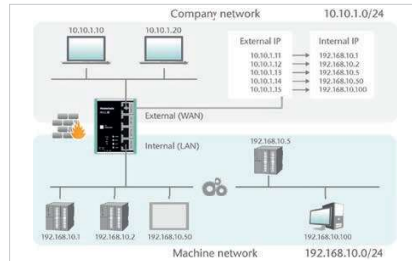 Company network 10.10.1.0/24
10.10.1.10
10.10.1.20
External IP Internal IP
10.10.1.11 192.168.10.1
10.10.1.12 192.168.10.2
10.10.1.13 192.168.10.5
10.10.1.14 192.168.10.50
10.10.1.15 192.168.10.100
External (WAN)
Internal (LAN)
192.168.10.5
192.168.10.1
192.168.10.2
192.168.10.50
192.168.10.100
Machine network 192.168.10.0/24